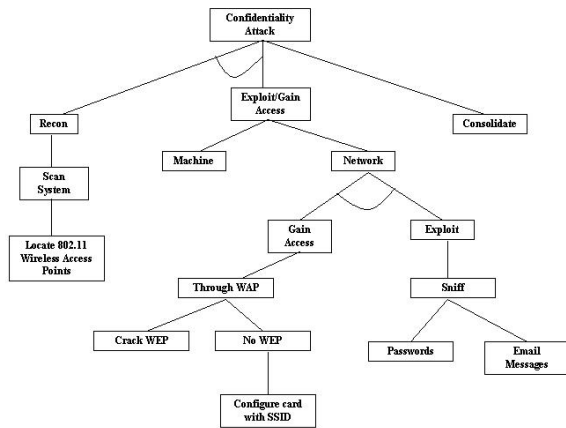 Confidentiality
Attack
Recon
Exploit/Gain
Access
Consolidate
Machine
Network
Scan
System
Gain
Access
Exploit
Locate 802.11
Wireless Access
Points
Through WAP
Sniff
Crack WEP
No WEP
Passwords
Email
Messages
Configure card
with SSID